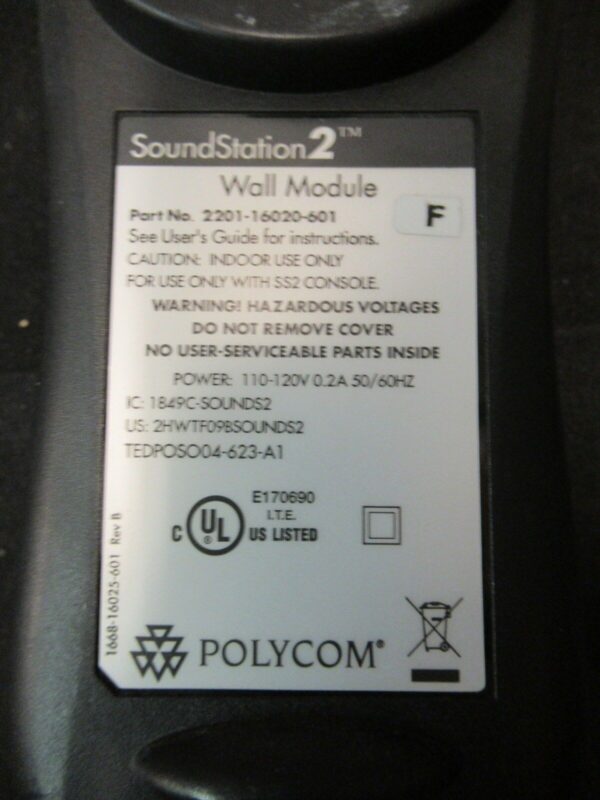 SoundStation2™
Wall Module
Part No. 2201-16020-601
F
See User's Guide for instructions.
CAUTION: INDOOR USE ONLY
FOR USE ONLY WITH SS2 CONSOLE.
WARNING! HAZARDOUS VOLTAGES
DO NOT REMOVE COVER
NO USER-SERVICEABLE PARTS INSIDE
POWER: 110-120V 0.2A 50/60HZ
IC: 1849C-SOUNDS2
US: 2HWTF09BSOUNDS2
TEDPOSO04-623-A1
E170690
I.T.E.
C UL® US LISTED
1668-16025-601 Rev B
POLYCOM®